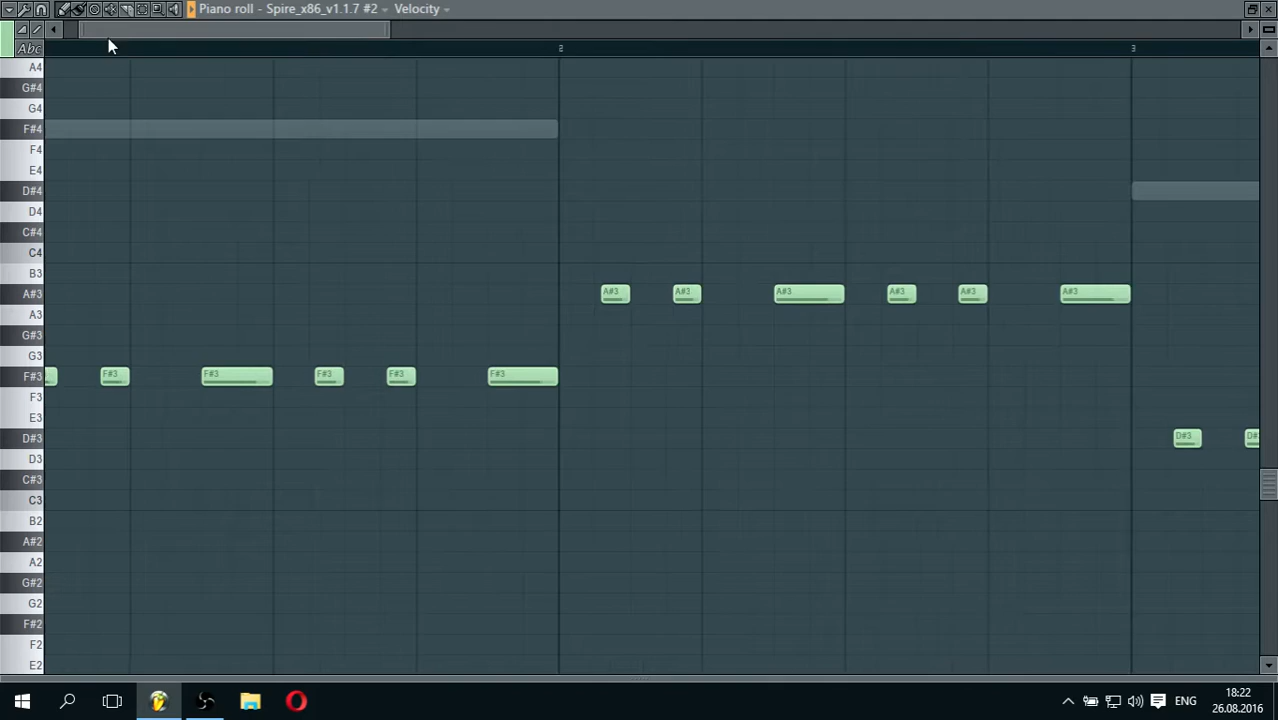 Piano roll - Spire_x86_v1.1.7 #2 Velocity
Abc 2 3
A4
G#4
G4
F#4
F4
E4
D#4
D4
C#4
C4
B3
A#3 A#3 A#3 A#3 A#3 A#3 A#3
A3
G#3
G3
F#3 F#3 F#3 F#3 F#3 F#3
F3
E3
D#3 D#3 D#
D3
C#3
C3
B2
A#2
A2
G#2
G2
F#2
F2
E2
ENG 18:22
26.08.2016